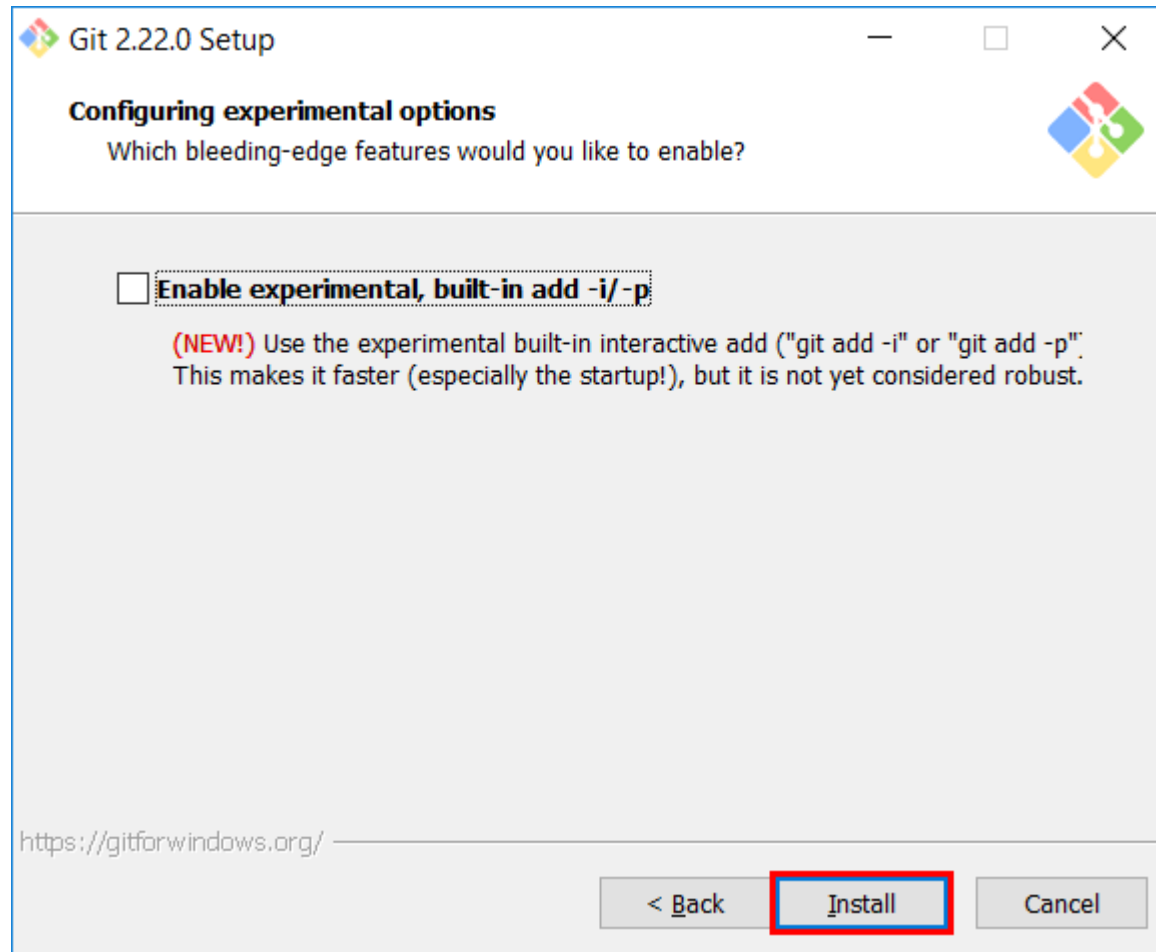 Git 2.22.0 Setup
Configuring experimental options
Which bleeding-edge features would you like to enable?
Enable experimental, built-in add -i/-p
(NEW!) Use the experimental built-in interactive add ("git add -i" or "git add -p")
This makes it faster (especially the startup!), but it is not yet considered robust.
https://gitforwindows.org/
< Back
Install
Cancel